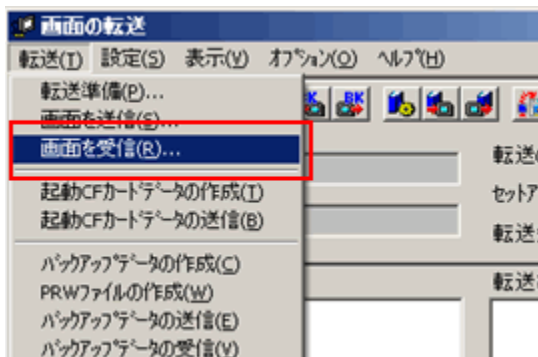 画面の転送
転送(T) 設定(S) 表示(V) オプション(O) ヘルプ(H)
転送準備(P)...
画面を送信(S)...
画面を受信(R)...
転送
起動CFカードデータの作成(T)
セットア
起動CFカードデータの送信(B)
転送
バックアップデータの作成(C)
転送
PRWファイルの作成(W)
バックアップデータの送信(E)
バックアップデータの受信(V)